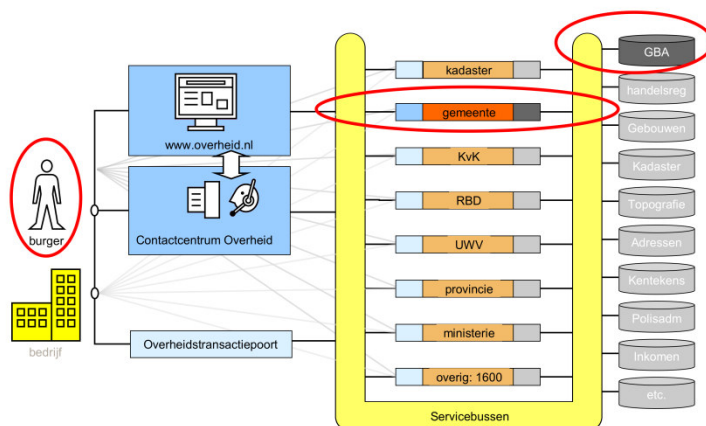 www.overheid.nl
Contactcentrum Overheid
burger
bedrijf
Overheidstransactiepoort
kadaster
gemeente
KvK
RBD
UWV
provincie
ministerie
overig: 1600
Servicebussen
GBA
handelsreg
Gebouwen
Kadaster
Topografie
Adressen
Kentekens
Polisadm
Inkomen
etc.